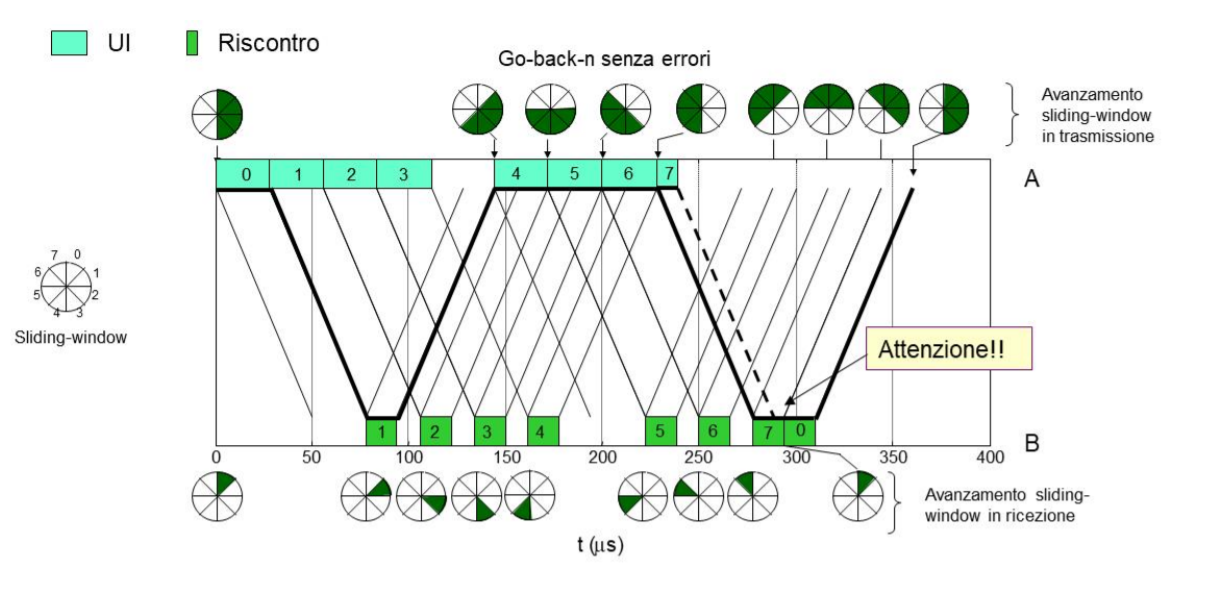 UI
Riscontro
Go-back-n senza errori
Avanzamento
sliding-window
in trasmissione
0 1 2 3 4 5 6 7
A
7 0
6 1
5 2
4 3
Sliding-window
Attenzione!!
1 2 3 4 5 6 7 0
B
0 50 100 150 200 250 300 350 400
Avanzamento sliding-
window in ricezione
t (μs)